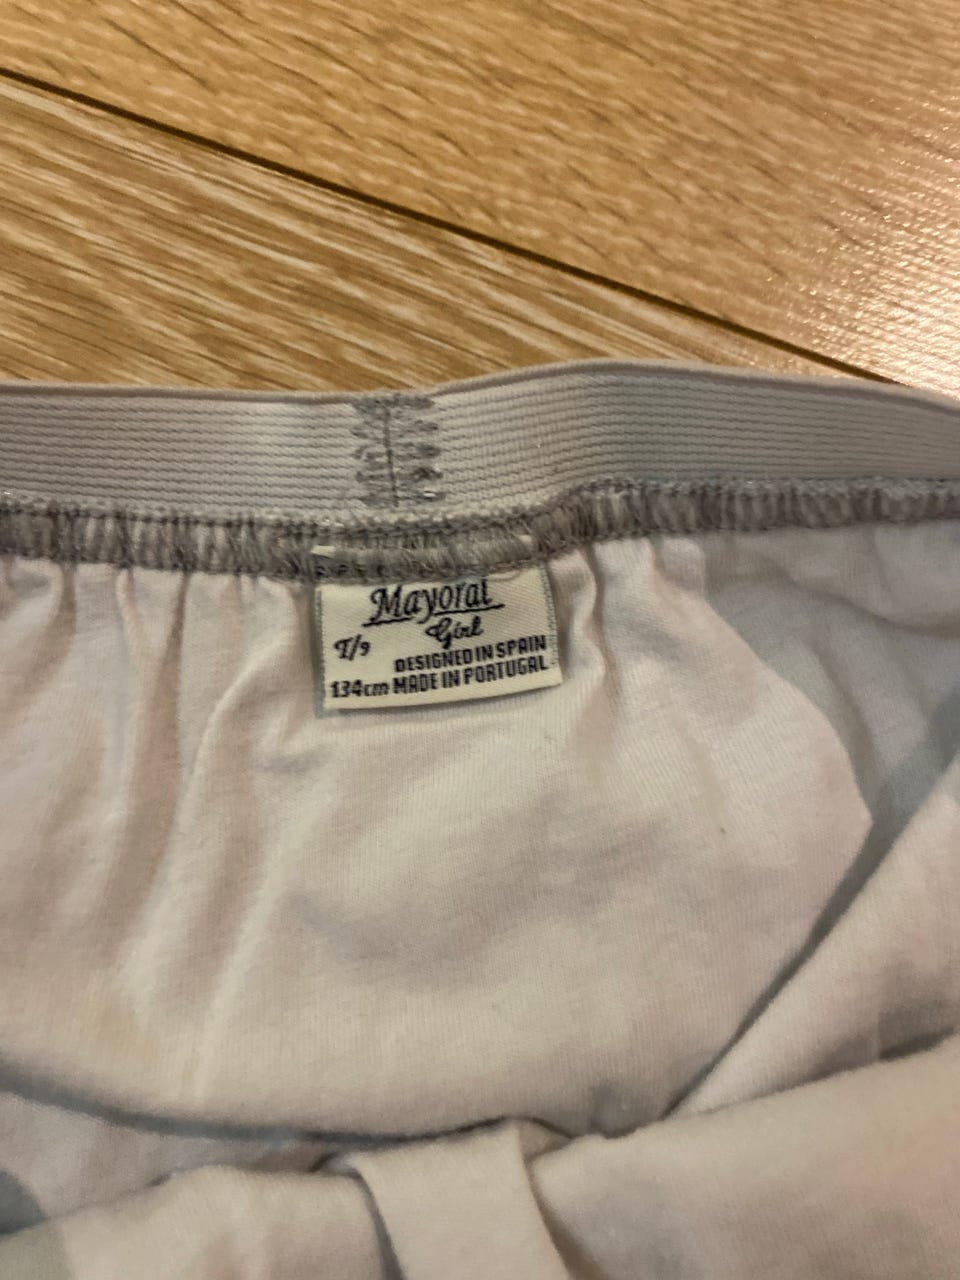 Mayoral
Girl
T/9
DESIGNED IN SPAIN
134cm MADE IN PORTUGAL